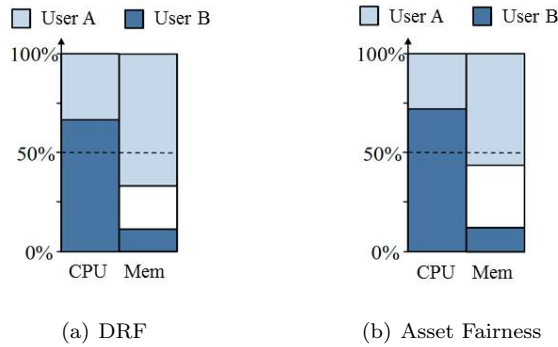 User A User B
100%
50%
0%
CPU Mem
(a) DRF
User A User B
100%
50%
0%
CPU Mem
(b) Asset Fairness